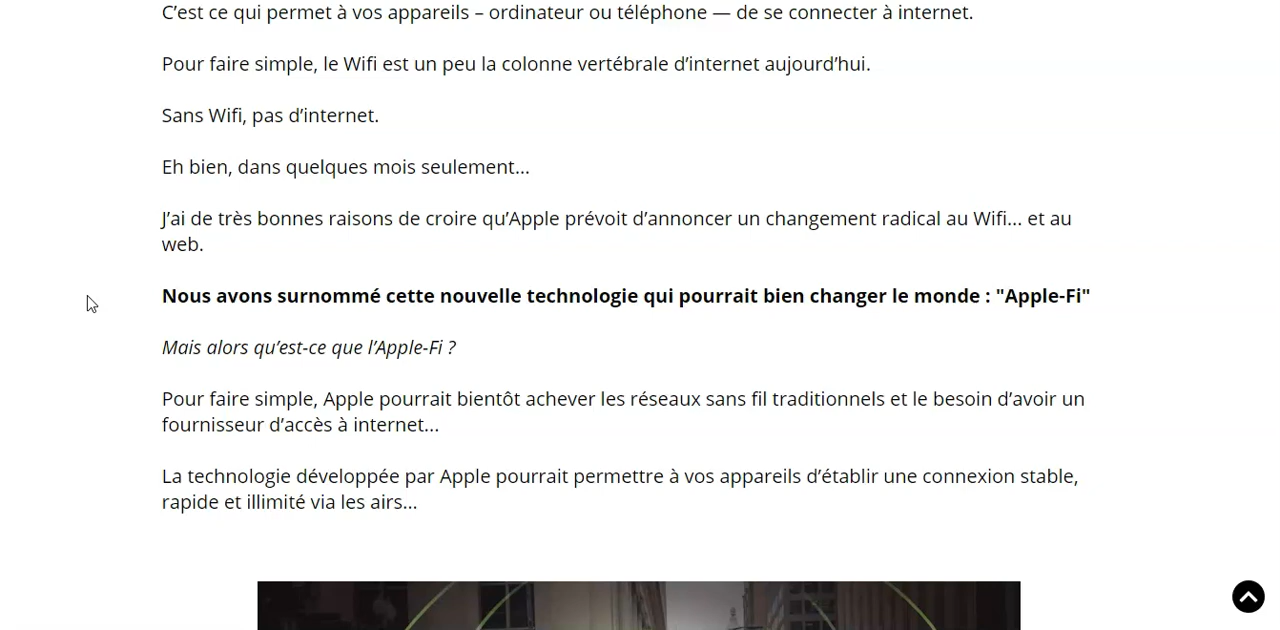 C’est ce qui permet à vos appareils – ordinateur ou téléphone — de se connecter à internet.
Pour faire simple, le Wifi est un peu la colonne vertébrale d’internet aujourd’hui.
Sans Wifi, pas d’internet.
Eh bien, dans quelques mois seulement...
J’ai de très bonnes raisons de croire qu’Apple prévoit d’annoncer un changement radical au Wifi... et au
web.
Nous avons surnommé cette nouvelle technologie qui pourrait bien changer le monde : "Apple-Fi"
Mais alors qu’est-ce que l’Apple-Fi ?
Pour faire simple, Apple pourrait bientôt achever les réseaux sans fil traditionnels et le besoin d’avoir un
fournisseur d’accès à internet...
La technologie développée par Apple pourrait permettre à vos appareils d’établir une connexion stable,
rapide et illimité via les airs...